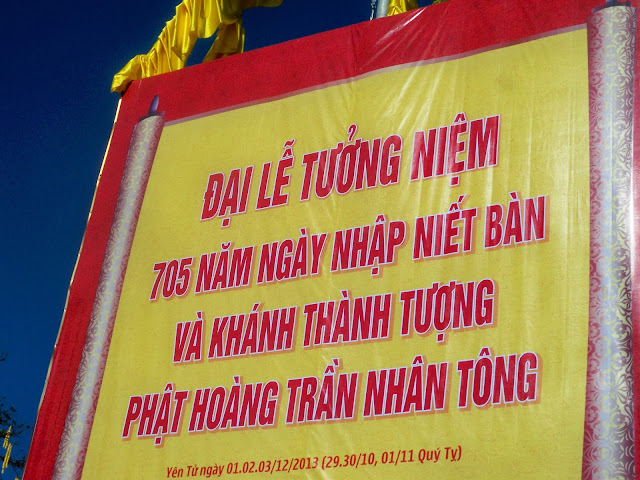 ĐẠI LỄ TƯỞNG NIỆM
705 NĂM NGÀY NHẬP NIẾT BÀN
VÀ KHÁNH THÀNH TƯỢNG
PHẬT HOÀNG TRẦN NHÂN TÔNG
Yên Tử ngày 01.02.03/12/2013 (29.30/10, 01/11 Quý Tỵ)